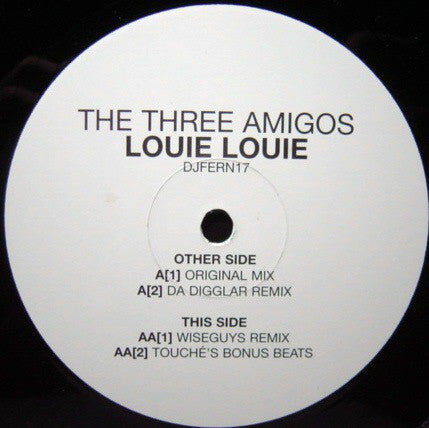 THE THREE AMIGOS
LOUIE LOUIE
DJFERN17
OTHER SIDE
A[1] ORIGINAL MIX
A[2] DA DIGGLAR REMIX
THIS SIDE
AA[1] WISEGUYS REMIX
AA[2] TOUCHÉ'S BONUS BEATS